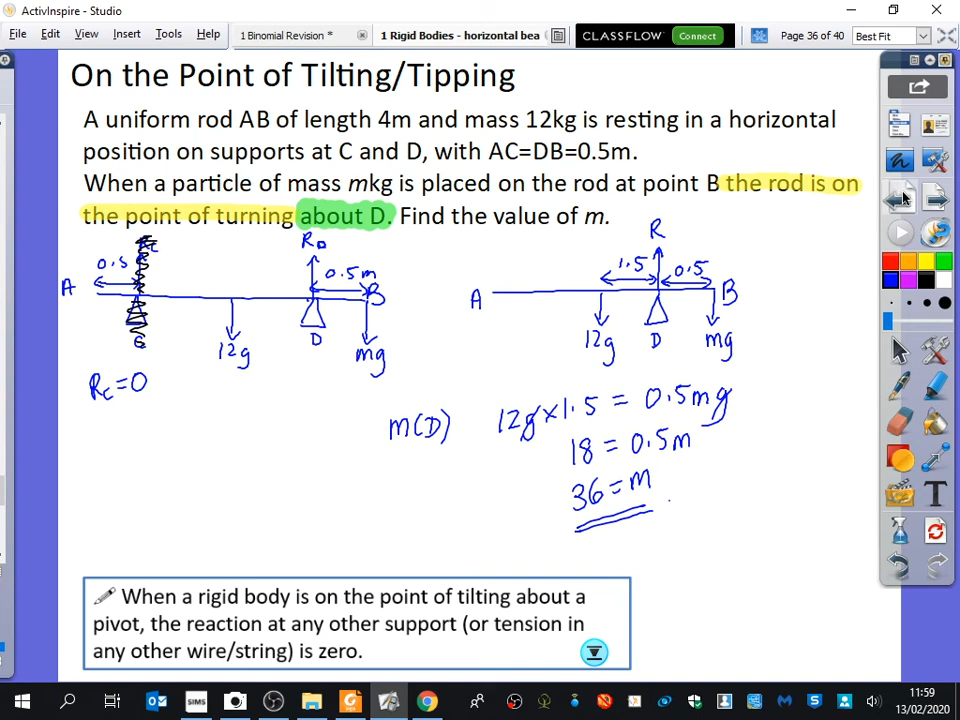 ActivInspire - Studio
File Edit View Insert Tools Help
1 Binomial Revision *
1 Rigid Bodies - horizontal bea
CLASSFLOW
Connect
Page 36 of 40
Best Fit
On the Point of Tilting/Tipping
A uniform rod AB of length 4m and mass 12kg is resting in a horizontal
position on supports at C and D, with AC=DB=0.5m.
When a particle of mass mkg is placed on the rod at point B the rod is on
the point of turning about D. Find the value of m.
R_D
0.5
0.5m
A
B
12g
D
mg
R_C=0
R
1.5
0.5
A
B
12g
D
mg
M(D)
12g×1.5 = 0.5mg
18 = 0.5m
36 = m
When a rigid body is on the point of tilting about a
pivot, the reaction at any other support (or tension in
any other wire/string) is zero.
SIMS
11:59
13/02/2020